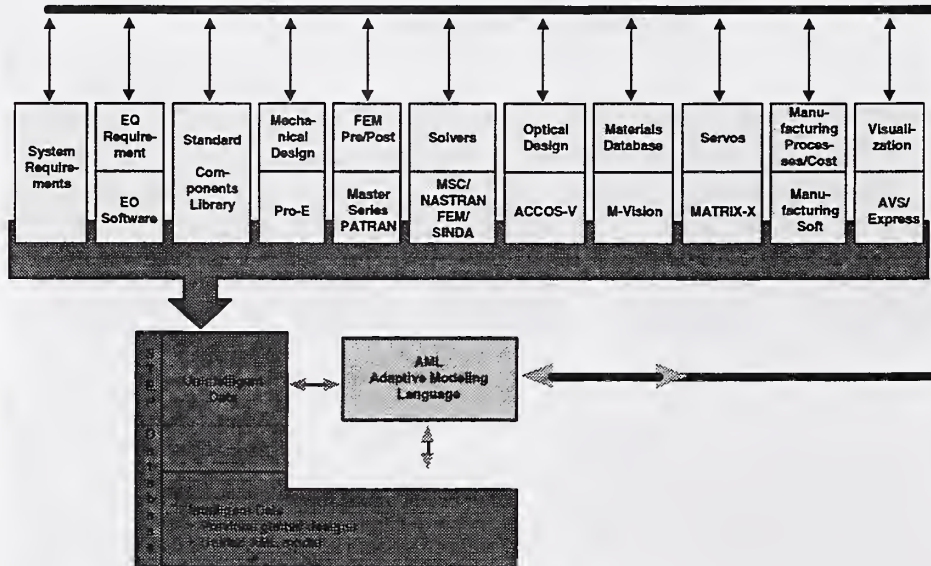 System
Require-
ments
EQ
Require-
ment
EO
Software
Standard
Com-
ponents
Library
Mecha-
nical
Design
Pro-E
FEM
Pre/Post
Master
Series
PATRAN
Solvers
MSC/
NASTRAN
FEM/
SINDA
Optical
Design
ACCOS-V
Materials
Database
M-Vision
Servos
MATRIX-X
Manu-
facturing
Proces-
ses/Cost
Manu-
facturing
Soft
Visuali-
zation
AVS/
Express
Unintelligent
Data
AML
Adaptive Modeling
Language
Intelligent Data